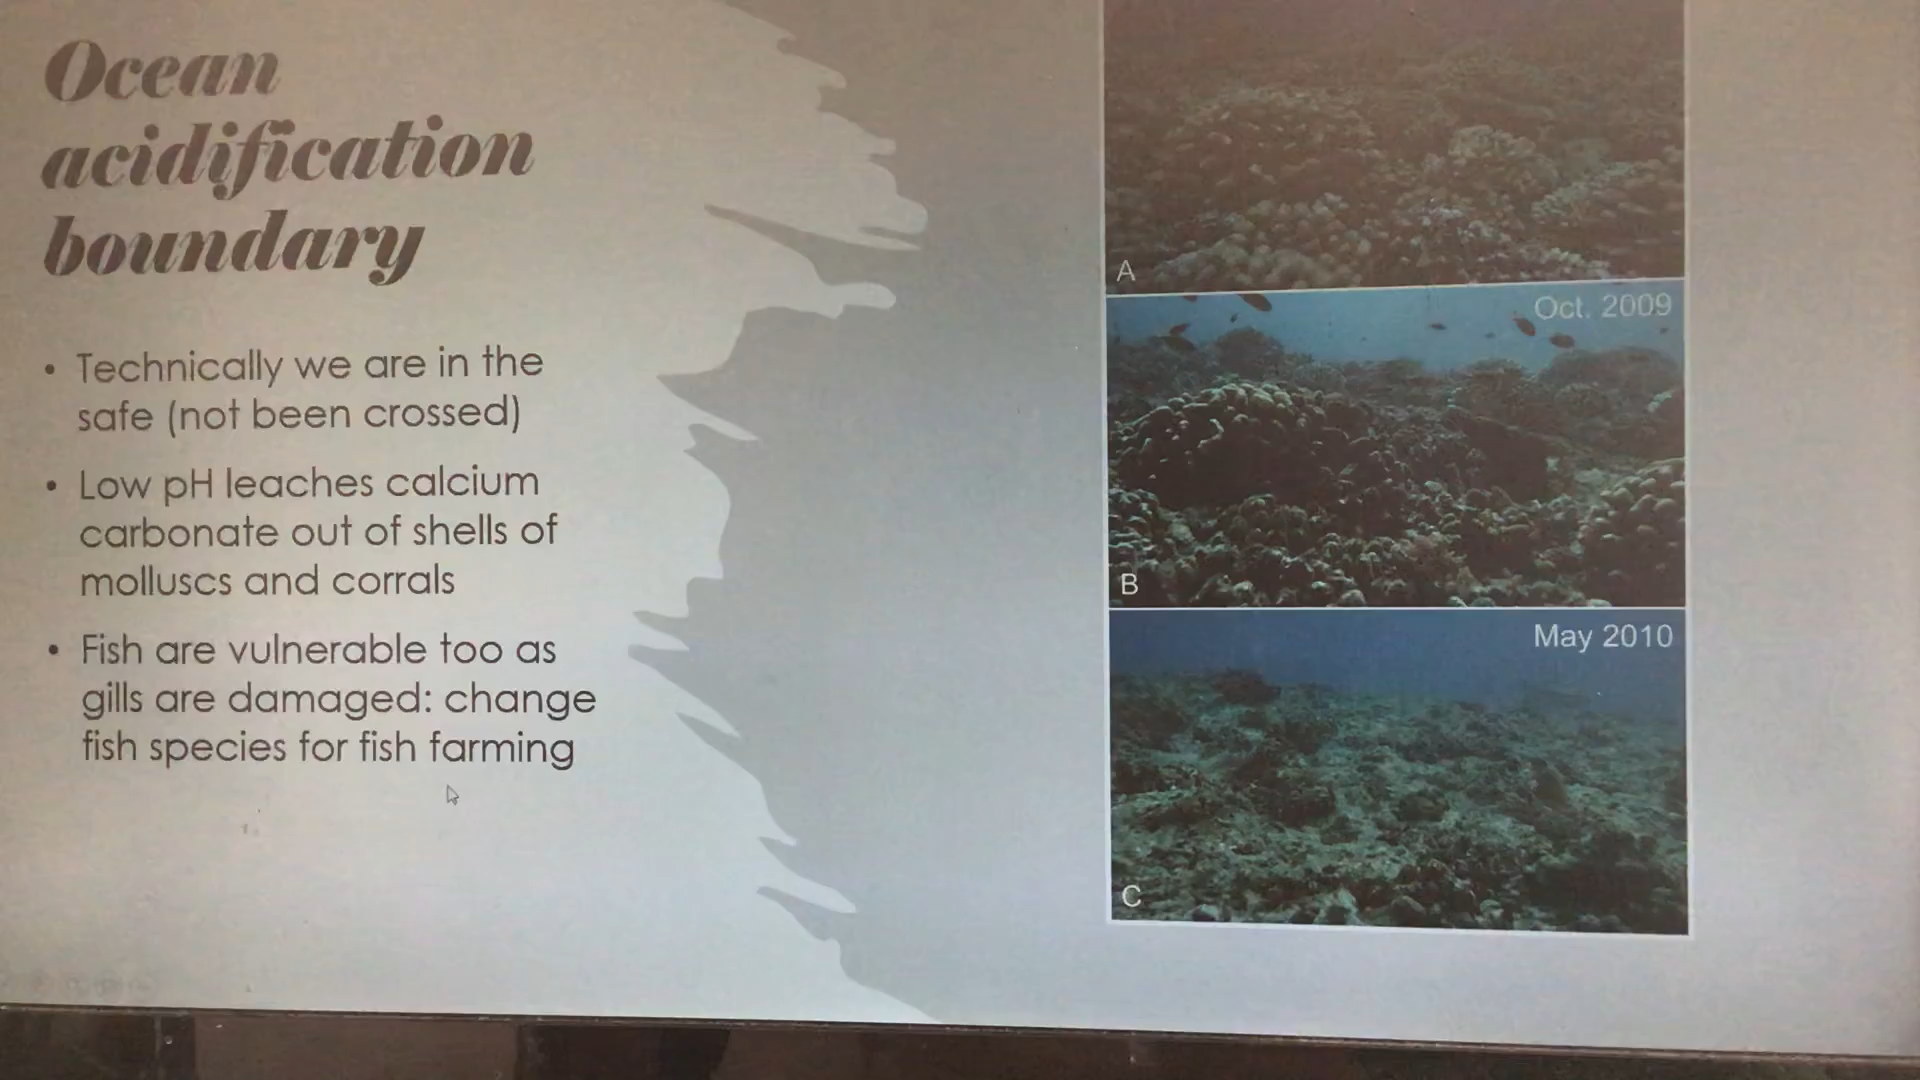 Ocean
acidification
boundary
• Technically we are in the
safe (not been crossed)
• Low pH leaches calcium
carbonate out of shells of
molluscs and corrals
• Fish are vulnerable too as
gills are damaged: change
fish species for fish farming
A
Oct. 2009
B
May 2010
C